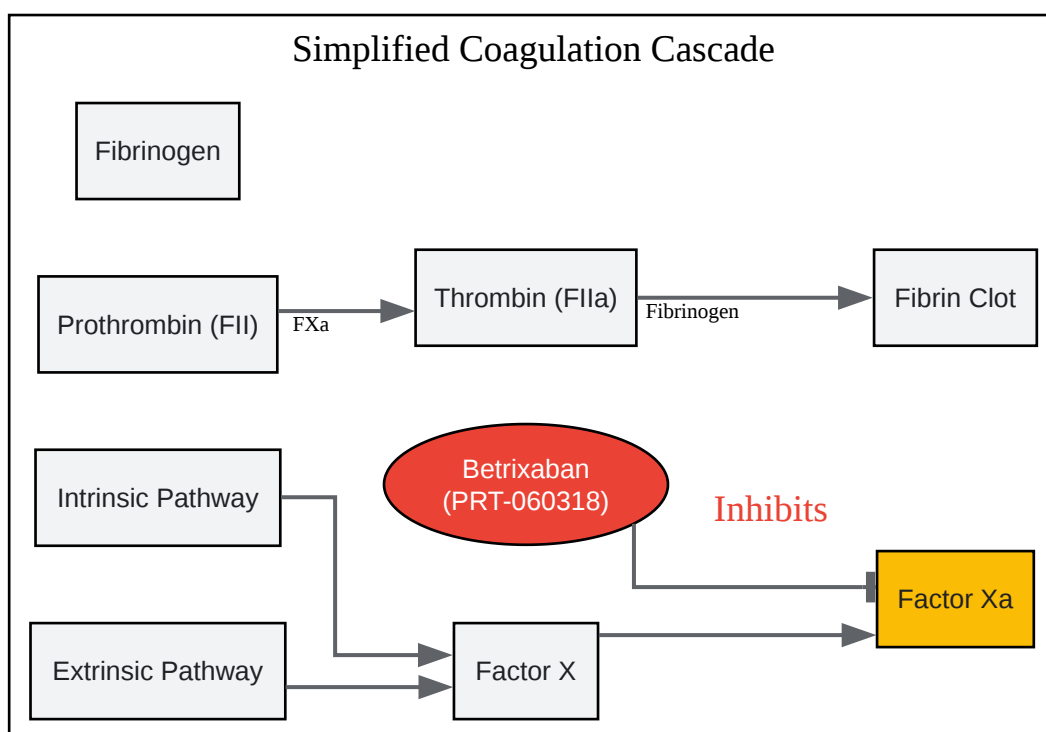 Simplified Coagulation Cascade
Fibrinogen
Prothrombin (FII)
FXa
Thrombin (FIIa)
Fibrinogen
Fibrin Clot
Intrinsic Pathway
Betrixaban
(PRT-060318)
Inhibits
Factor Xa
Extrinsic Pathway
Factor X